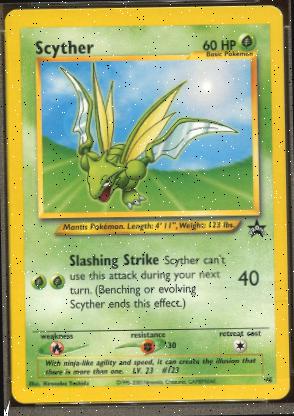 Scyther
60 HP
Basic Pokémon
Mantis Pokémon. Length: 4' 11", Weight: 123 lbs.
Slashing Strike Scyther can't
use this attack during your next
turn. (Benching or evolving
Scyther ends this effect.)
40
weakness
resistance
retreat cost
-30
With ninja-like agility and speed, it can create the illusion that
there is more than one. LV. 23 #123
Illus.